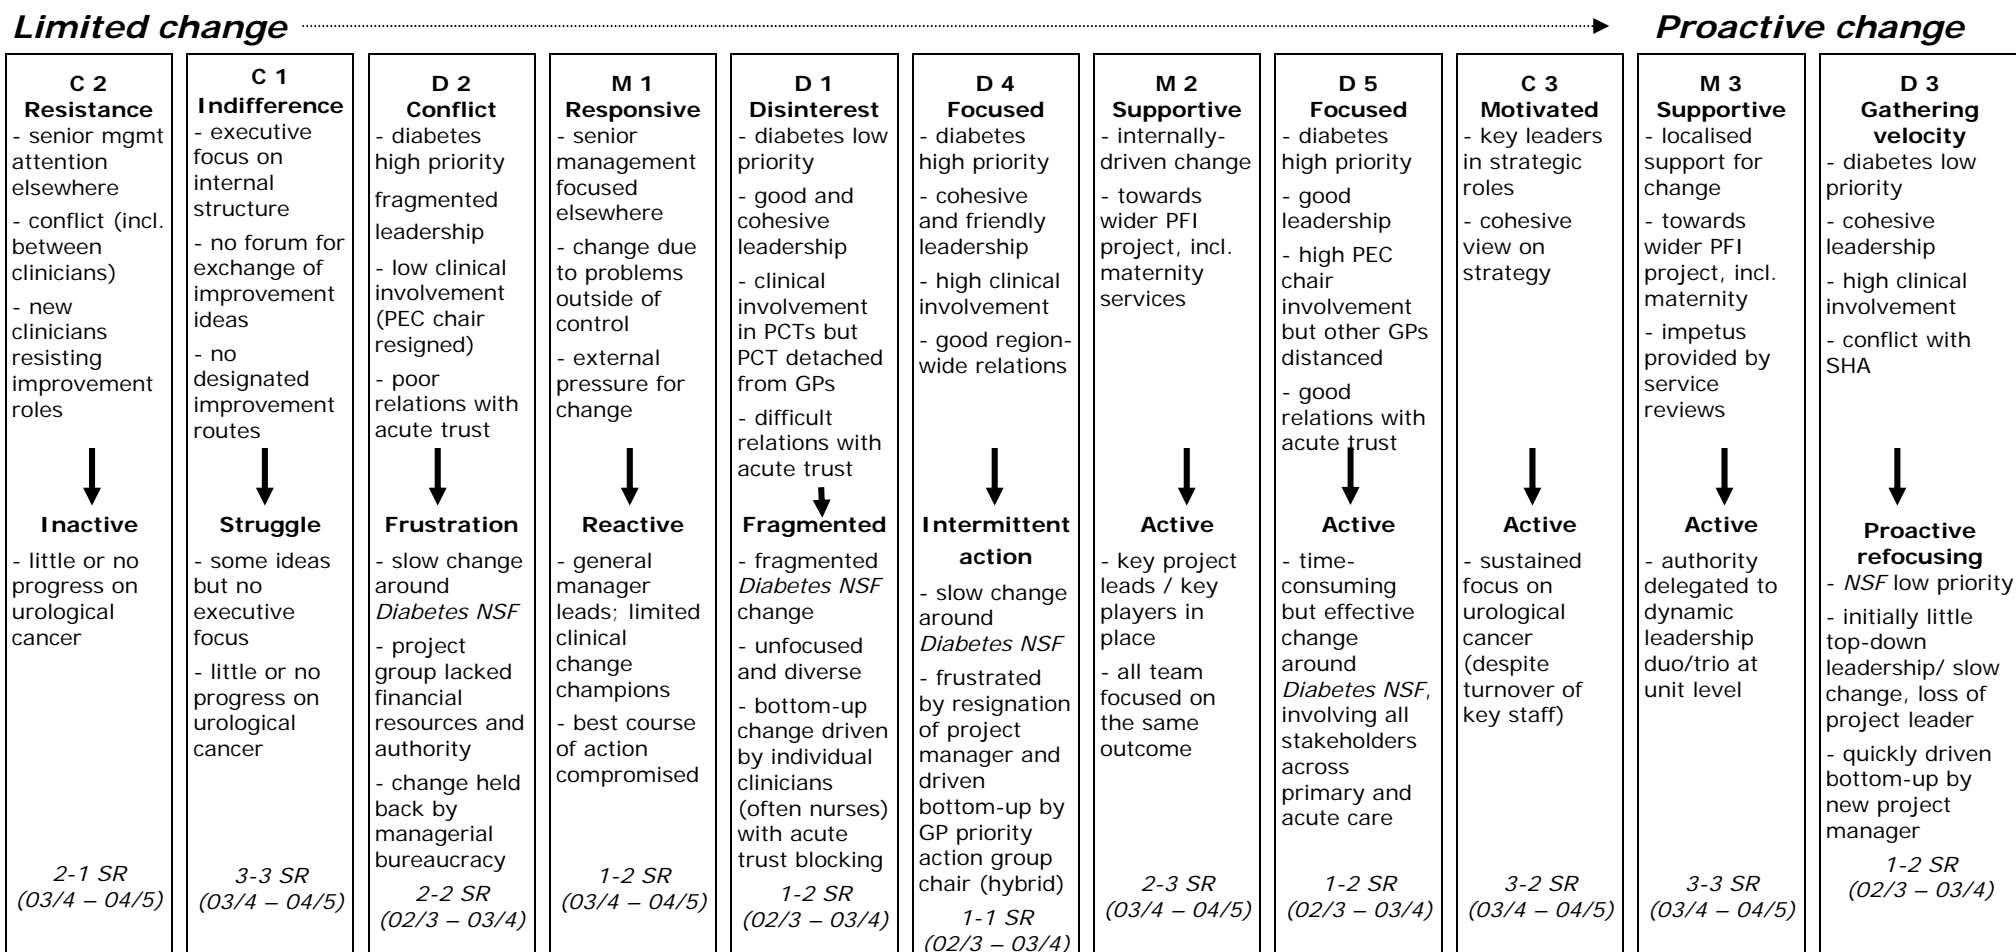 Limited change
Proactive change
C 2
Resistance
- senior mgmt
attention
elsewhere
- conflict (incl.
between
clinicians)
- new
clinicians
resisting
improvement
roles
Inactive
- little or no
progress on
urological
cancer
2-1 SR
(03/4 – 04/5)
C 1
Indifference
- executive
focus on
internal
structure
- no forum for
exchange of
improvement
ideas
- no
designated
improvement
routes
Struggle
- some ideas
but no
executive
focus
- little or no
progress on
urological
cancer
3-3 SR
(03/4 – 04/5)
D 2
Conflict
- diabetes
high priority
fragmented
leadership
- low clinical
involvement
(PEC chair
resigned)
- poor
relations with
acute trust
Frustration
- slow change
around
Diabetes NSF
- project
group lacked
financial
resources and
authority
- change held
back by
managerial
bureaucracy
2-2 SR
(02/3 – 03/4)
M 1
Responsive
- senior
management
focused
elsewhere
- change due
to problems
outside of
control
- external
pressure for
change
Reactive
- general
manager
leads; limited
clinical
change
champions
- best course
of action
compromised
1-2 SR
(03/4 – 04/5)
D 1
Disinterest
- diabetes low
priority
- good and
cohesive
leadership
- clinical
involvement
in PCTs but
PCT detached
from GPs
- difficult
relations with
acute trust
Fragmented
- fragmented
Diabetes NSF
change
- unfocused
and diverse
- bottom-up
change driven
by individual
clinicians
(often nurses)
with acute
trust blocking
1-2 SR
(02/3 – 03/4)
D 4
Focused
- diabetes
high priority
- cohesive
and friendly
leadership
- high clinical
involvement
- good region-
wide relations
Intermittent
action
- slow change
around
Diabetes NSF
- frustrated
by resignation
of project
manager and
driven
bottom-up by
GP priority
action group
chair (hybrid)
1-1 SR
(02/3 – 03/4)
M 2
Supportive
- internally-
driven change
- towards
wider PFI
project, incl.
maternity
services
Active
- key project
leads / key
players in
place
- all team
focused on
the same
outcome
2-3 SR
(03/4 – 04/5)
D 5
Focused
- diabetes
high priority
- good
leadership
- high PEC
chair
involvement
but other GPs
distanced
- good
relations with
acute trust
Active
- time-
consuming
but effective
change
around
Diabetes NSF,
involving all
stakeholders
across
primary and
acute care
1-2 SR
(02/3 – 03/4)
C 3
Motivated
- key leaders
in strategic
roles
- cohesive
view on
strategy
Active
- sustained
focus on
urological
cancer
(despite
turnover of
key staff)
3-2 SR
(03/4 – 04/5)
M 3
Supportive
- localised
support for
change
- towards
wider PFI
project, incl.
maternity
- impetus
provided by
service
reviews
Active
- authority
delegated to
dynamic
leadership
duo/trio at
unit level
3-3 SR
(03/4 – 04/5)
D 3
Gathering
velocity
- diabetes low
priority
- cohesive
leadership
- high clinical
involvement
- conflict with
SHA
Proactive
refocusing
- NSF low priority
- initially little
top-down
leadership/ slow
change, loss of
project leader
- quickly driven
bottom-up by
new project
manager
1-2 SR
(02/3 – 03/4)